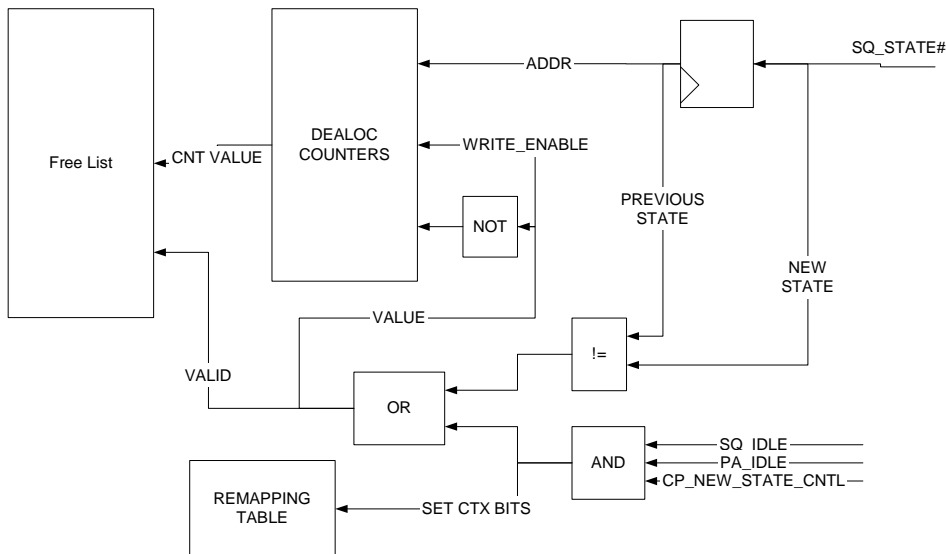 SQ_STATE#
ADDR
DEALOC
COUNTERS
WRITE_ENABLE
CNT VALUE
Free List
PREVIOUS
STATE
NOT
NEW
STATE
VALUE
!=
VALID
OR
SQ_IDLE
AND
PA_IDLE
CP_NEW_STATE_CNTL
REMAPPING
TABLE
SET CTX BITS